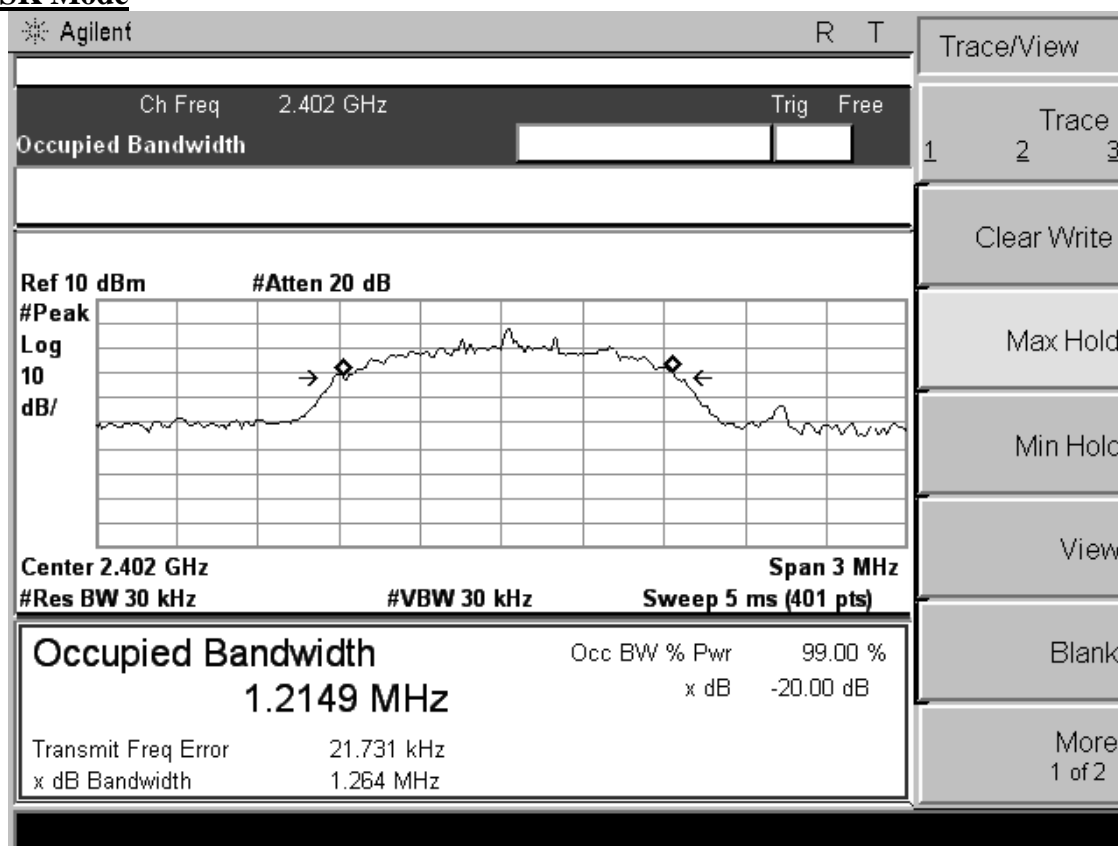 SK Mode
Agilent R T
Trace/View
Ch Freq 2.402 GHz Trig Free
Occupied Bandwidth
Trace
1 2 3
Clear Write
Ref 10 dBm #Atten 20 dB
#Peak
Log
10
dB/
Max Hold
Min Hold
Center 2.402 GHz Span 3 MHz
#Res BW 30 kHz #VBW 30 kHz Sweep 5 ms (401 pts)
View
Occupied Bandwidth
1.2149 MHz
Occ BW % Pwr 99.00 %
x dB -20.00 dB
Transmit Freq Error 21.731 kHz
x dB Bandwidth 1.264 MHz
Blank
More
1 of 2